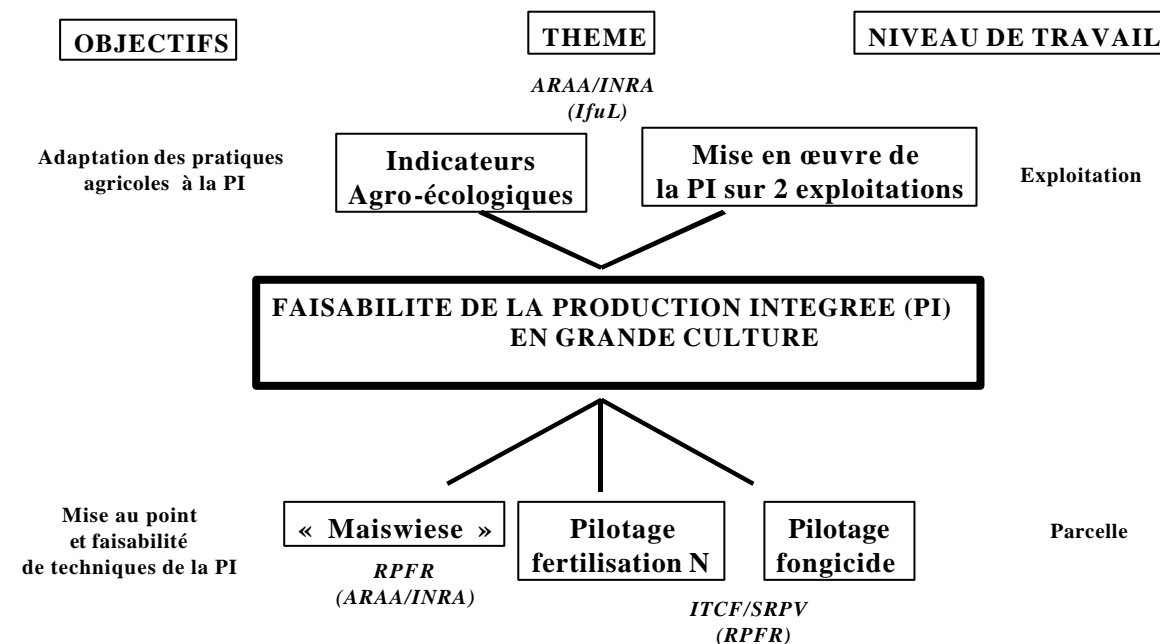 OBJECTIFS
THEME
NIVEAU DE TRAVAIL
ARAA/INRA
(IfuL)
Adaptation des pratiques
agricoles à la PI
Indicateurs
Agro-écologiques
Mise en œuvre de
la PI sur 2 exploitations
Exploitation
FAISABILITE DE LA PRODUCTION INTEGREE (PI)
EN GRANDE CULTURE
Mise au point
et faisabilité
de techniques de la PI
« Maiswiese »
RPFR
(ARAA/INRA)
Pilotage
fertilisation N
Pilotage
fongicide
ITCF/SRPV
(RPFR)
Parcelle